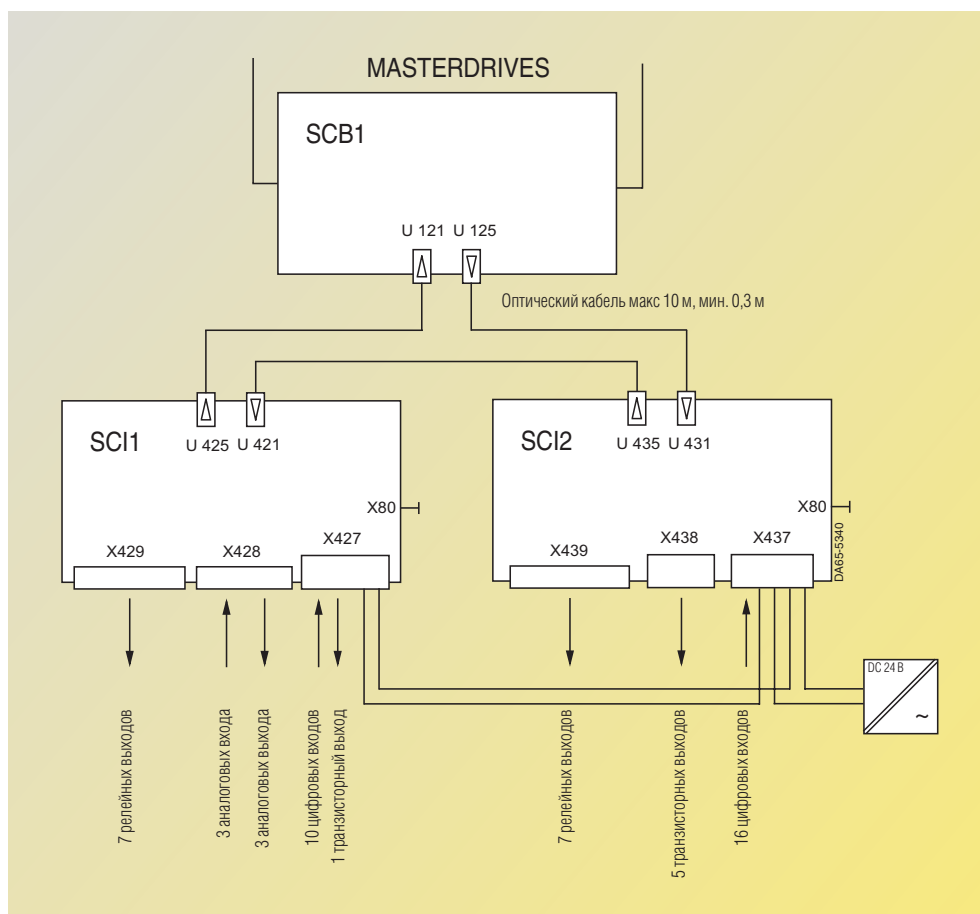 MASTERDRIVES
SCB1
U 121 U 125
Оптический кабель макс 10 м, мин. 0,3 м
SCI1
U 425 U 421
X80
X429
X428
X427
SCI2
U 435 U 431
X80
X439
X438
X437
DA65-5340
DC 24 В
~
7 релейных выходов
3 аналоговых входа
3 аналоговых выхода
10 цифровых входов
1 транзисторный выход
7 релейных выходов
5 транзисторных выходов
16 цифровых входов